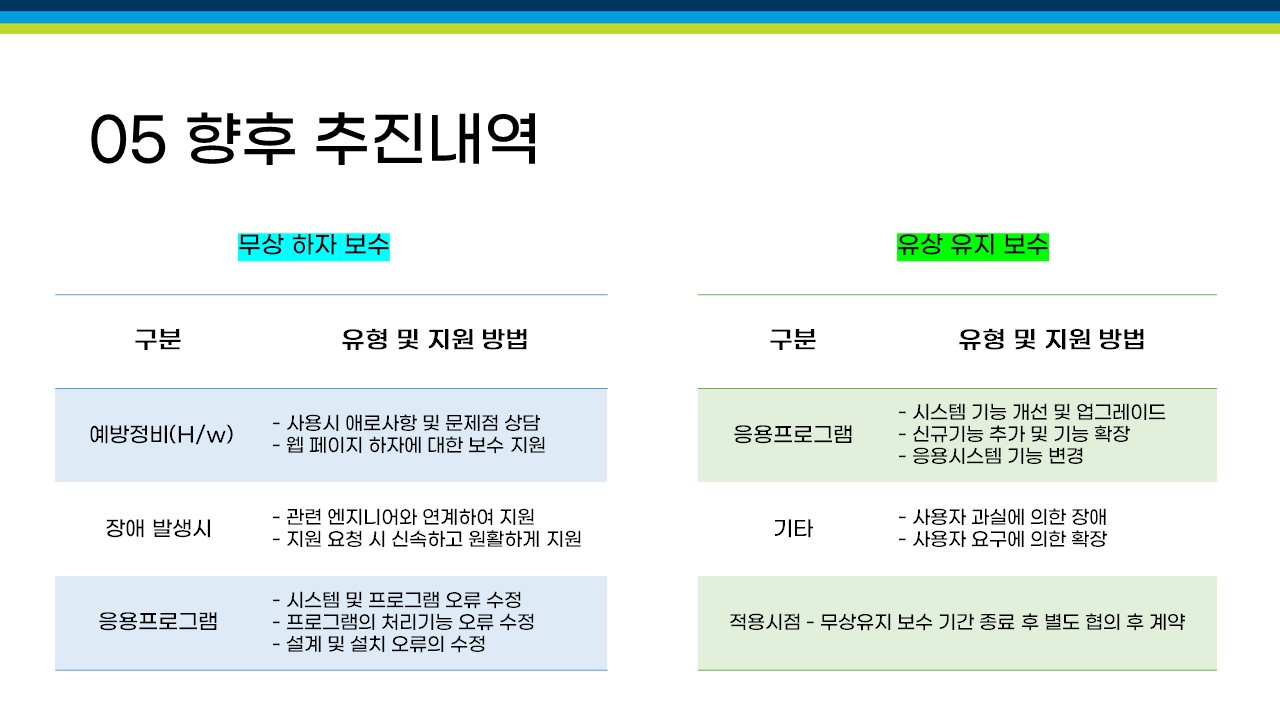 05 향후 추진내역
무상 하자 보수
구분 유형 및 지원 방법
예방정비(H/w)
- 사용시 애로사항 및 문제점 상담
- 웹 페이지 하자에 대한 보수 지원
장애 발생시
- 관련 엔지니어와 연계하여 지원
- 지원 요청 시 신속하고 원활하게 지원
응용프로그램
- 시스템 및 프로그램 오류 수정
- 프로그램의 처리기능 오류 수정
- 설계 및 설치 오류의 수정
유상 유지 보수
구분 유형 및 지원 방법
응용프로그램
- 시스템 기능 개선 및 업그레이드
- 신규기능 추가 및 기능 확장
- 응용시스템 기능 변경
기타
- 사용자 과실에 의한 장애
- 사용자 요구에 의한 확장
적용시점 - 무상유지 보수 기간 종료 후 별도 협의 후 계약